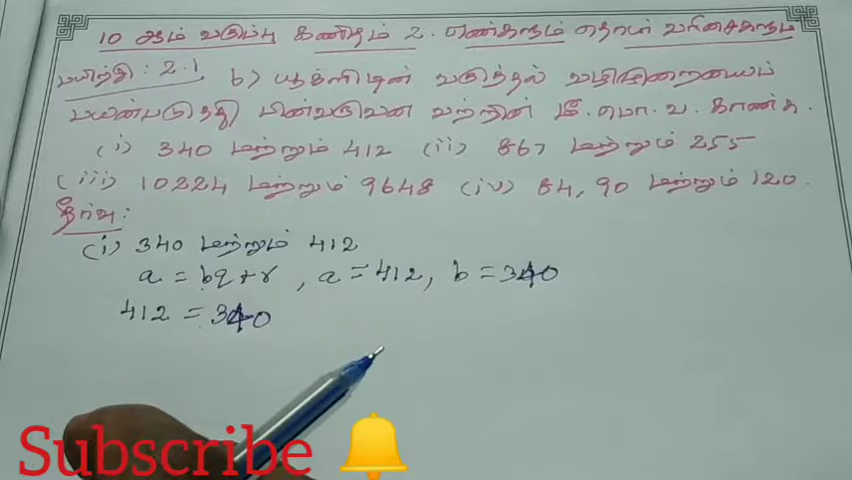 10 ஆம் வகுப்பு கணிதம் 2. எண்களும் தொடர் வரிசைகளும்
பயிற்சி: 2.1 6) யூக்ளிடின் வகுத்தல் வழிமுறையைப்
பயன்படுத்தி பின்வருவன வற்றின் மீ. பொ. வ. காண்க.
(i) 340 மற்றும் 412 (ii) 867 மற்றும் 255
(iii) 10224 மற்றும் 9648 (iv) 84, 90 மற்றும் 120.
தீர்வு:
(i) 340 மற்றும் 412
a = bq + r, a = 412, b = 340
412 = 340
Subscribe